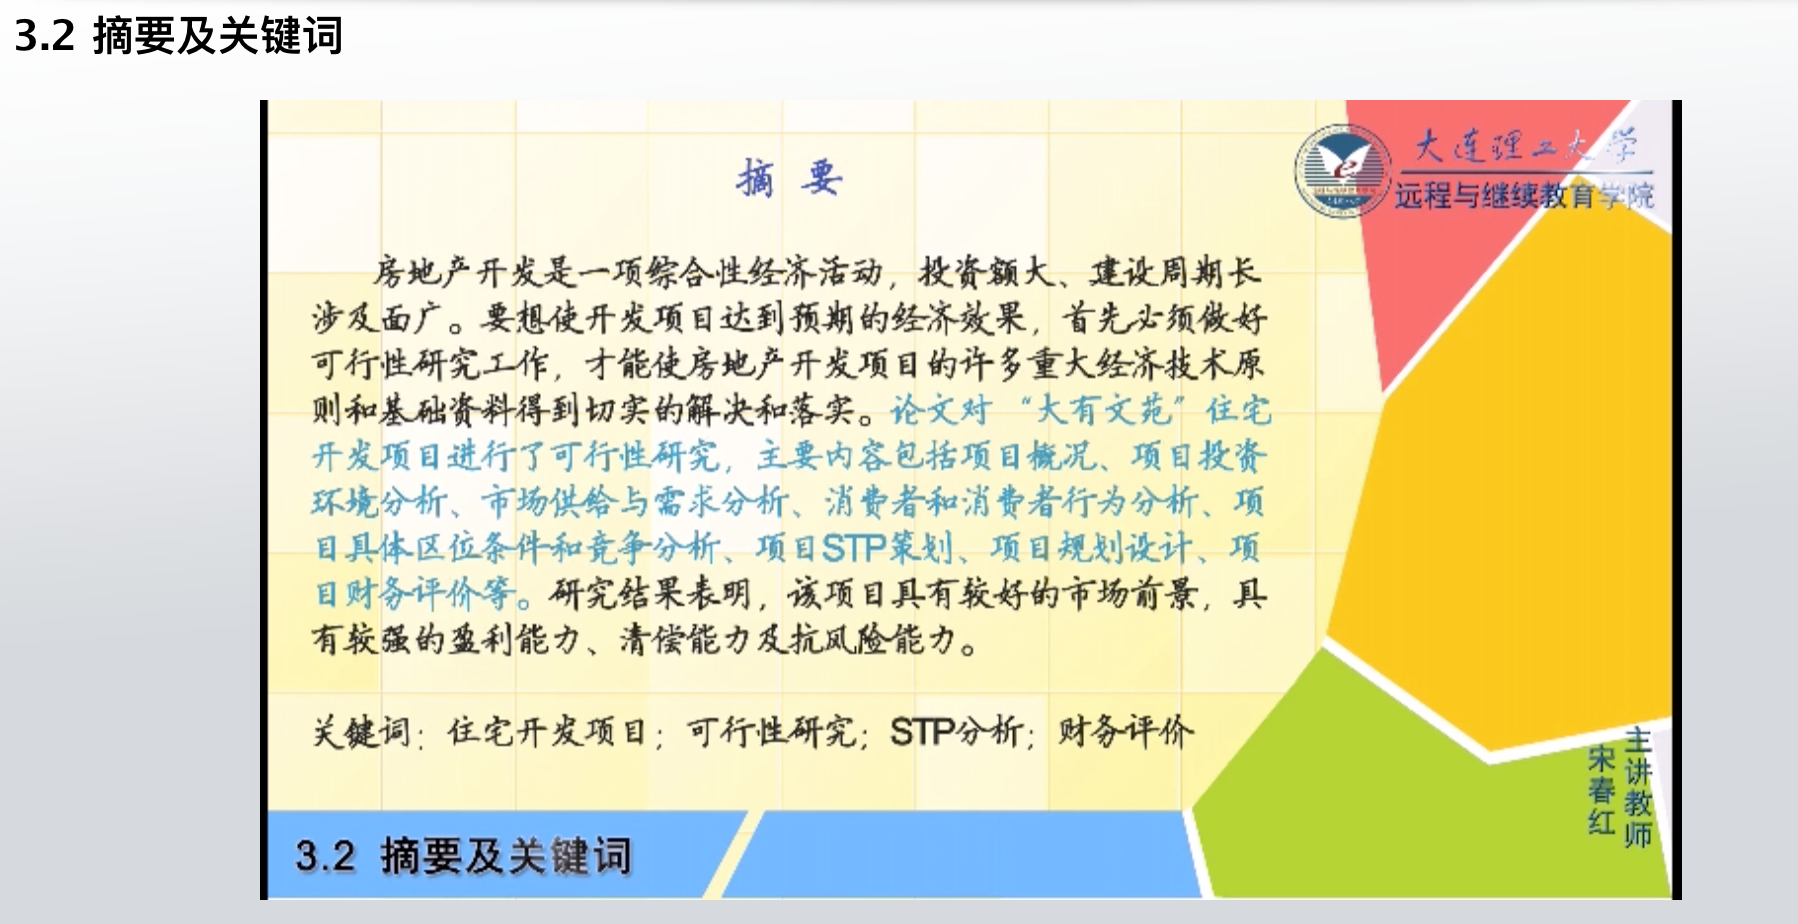 3.2 摘要及关键词
大连理工大学
远程与继续教育学院
摘 要
房地产开发是一项综合性经济活动，投资额大、建设周期长
涉及面广。要想使开发项目达到预期的经济效果，首先必须做好
可行性研究工作，才能使房地产开发项目的许多重大经济技术原
则和基础资料得到切实的解决和落实。论文对“大有文苑”住宅
开发项目进行了可行性研究，主要内容包括项目概况、项目投资
环境分析、市场供给与需求分析、消费者和消费者行为分析、项
目具体区位条件和竞争分析、项目STP策划、项目规划设计、项
目财务评价等。研究结果表明，该项目具有较好的市场前景，具
有较强的盈利能力、清偿能力及抗风险能力。
关键词：住宅开发项目；可行性研究；STP分析；财务评价
主讲教师
宋春红
3.2 摘要及关键词